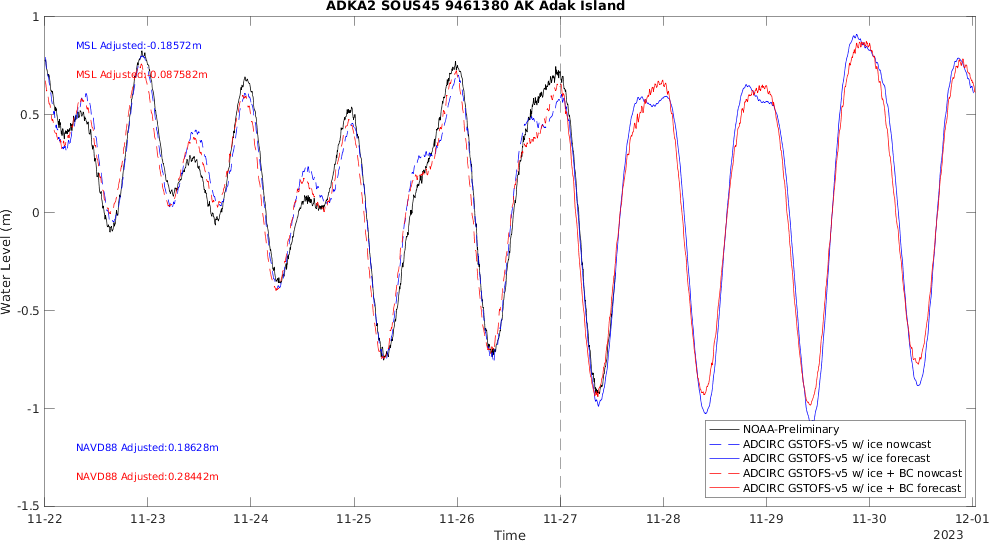 ADKA2 SOUS45 9461380 AK Adak Island
MSL Adjusted:-0.18572m
MSL Adjusted:-0.087582m
NAVD88 Adjusted:0.18628m
NAVD88 Adjusted:0.28442m
Water Level (m)
1
0.5
0
-0.5
-1
-1.5
NOAA-Preliminary
ADCIRC GSTOFS-v5 w/ ice nowcast
ADCIRC GSTOFS-v5 w/ ice forecast
ADCIRC GSTOFS-v5 w/ ice + BC nowcast
ADCIRC GSTOFS-v5 w/ ice + BC forecast
11-22 11-23 11-24 11-25 11-26 11-27 11-28 11-29 11-30 12-01
Time
2023